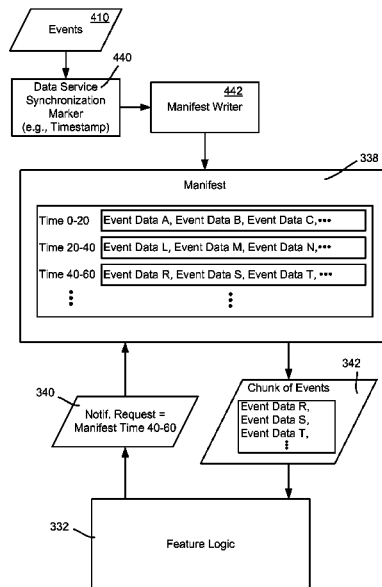 410
Events
440
Data Service
Synchronization
Marker
(e.g., Timestamp)
442
Manifest Writer
338
Manifest
Time 0-20 Event Data A, Event Data B, Event Data C,•••
Time 20-40 Event Data L, Event Data M, Event Data N,•••
Time 40-60 Event Data R, Event Data S, Event Data T, •••
340
Notif. Request =
Manifest Time 40-60
342
Chunk of Events
Event Data R,
Event Data S,
Event Data T,
332
Feature Logic